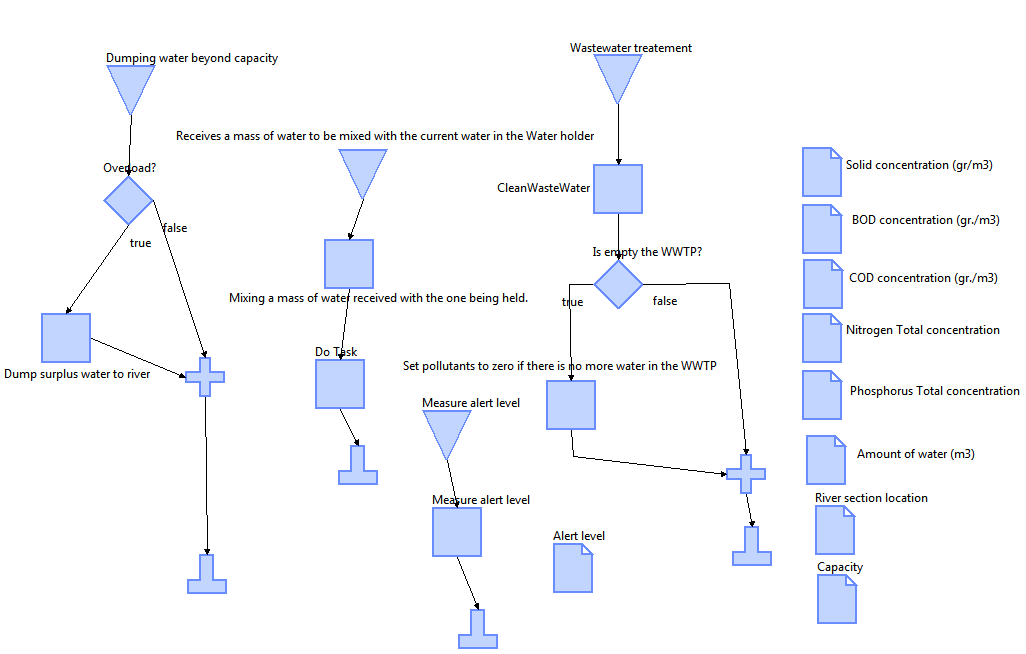 Wastewater treatement
Dumping water beyond capacity
Receives a mass of water to be mixed with the current water in the Water holder
Overload?
Solid concentration (gr/m3)
CleanWasteWater
BOD concentration (gr./m3)
false
true
Is empty the WWTP?
COD concentration (gr./m3)
Mixing a mass of water received with the one being held.
true
false
Nitrogen Total concentration
Do Task
Dump surplus water to river
Set pollutants to zero if there is no more water in the WWTP
Phosphorus Total concentration
Measure alert level
Amount of water (m3)
Measure alert level
River section location
Alert level
Capacity